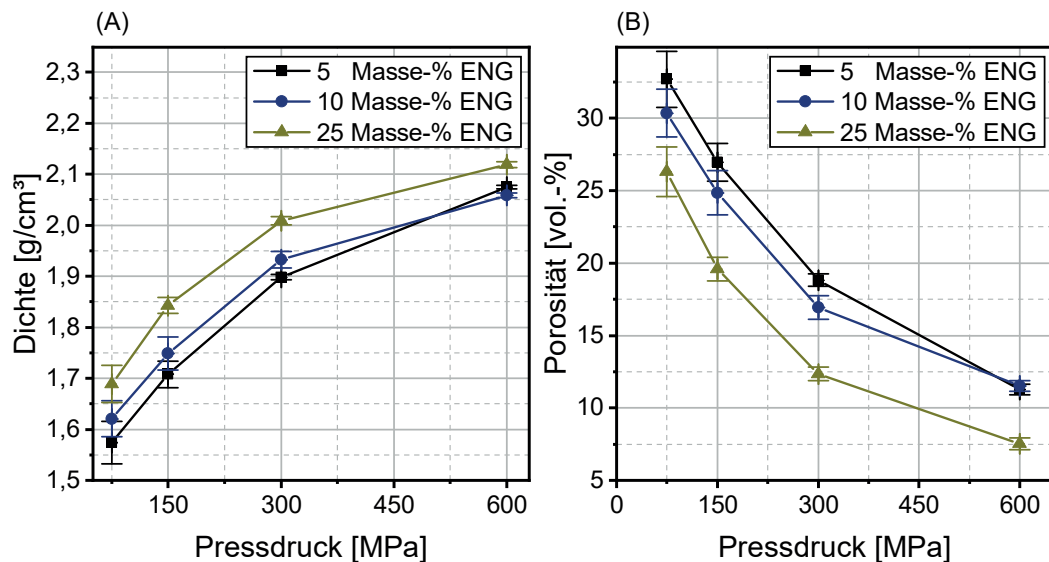 (A)
Dichte [g/cm³]
2,3
2,2
2,1
2,0
1,9
1,8
1,7
1,6
1,5
5 Masse-% ENG
10 Masse-% ENG
25 Masse-% ENG
150 300 450 600
Pressdruck [MPa]
(B)
Porosität [vol.-%]
30
25
20
15
10
5
5 Masse-% ENG
10 Masse-% ENG
25 Masse-% ENG
0 150 300 450 600
Pressdruck [MPa]